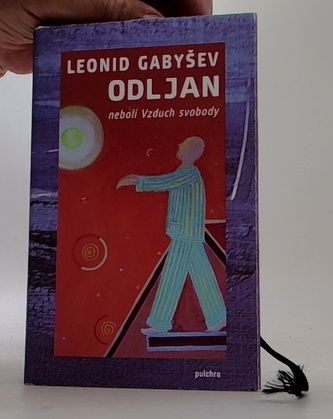 LEONID GABYŠEV
ODLJAN
neboli Vzduch svobody
pulchra